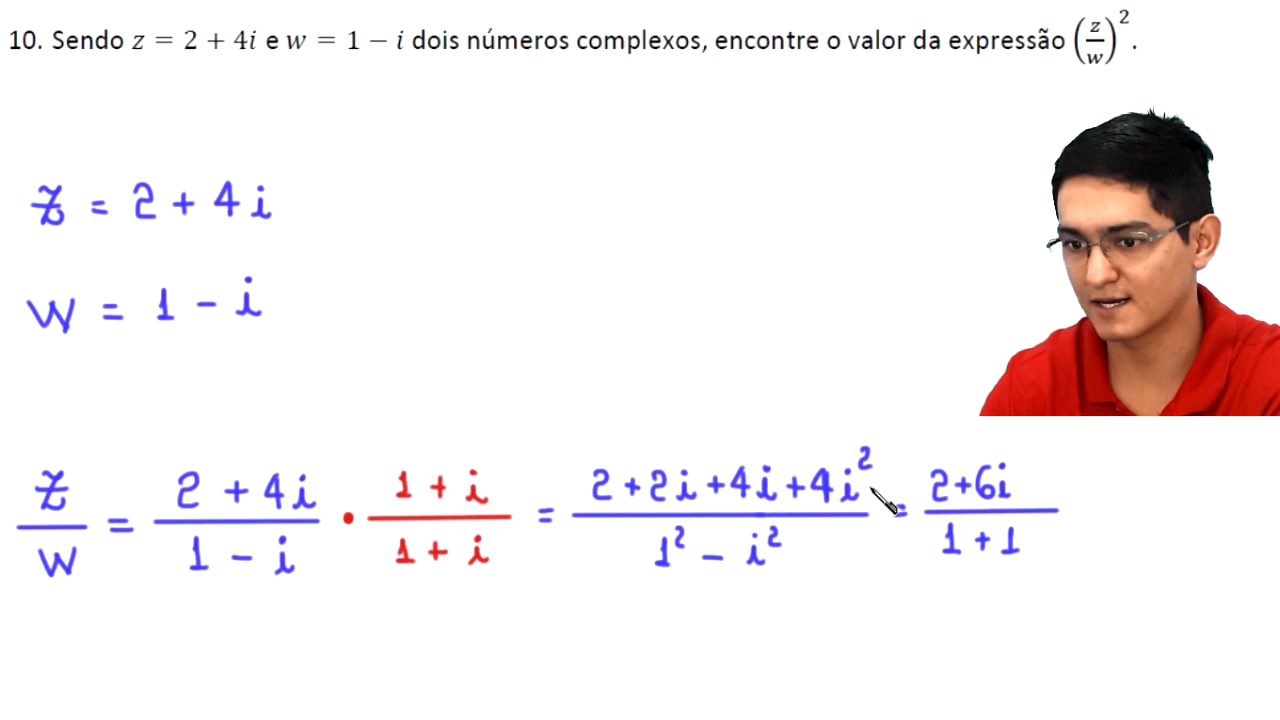 10. Sendo z = 2 + 4i e w = 1 − i dois números complexos, encontre o valor da expressão (z/w)².
z = 2 + 4i
w = 1 - i
z/w = (2 + 4i)/(1 - i) • (1 + i)/(1 + i) = (2 + 2i + 4i + 4i²)/(1² - i²) = (2+6i)/(1 + 1)